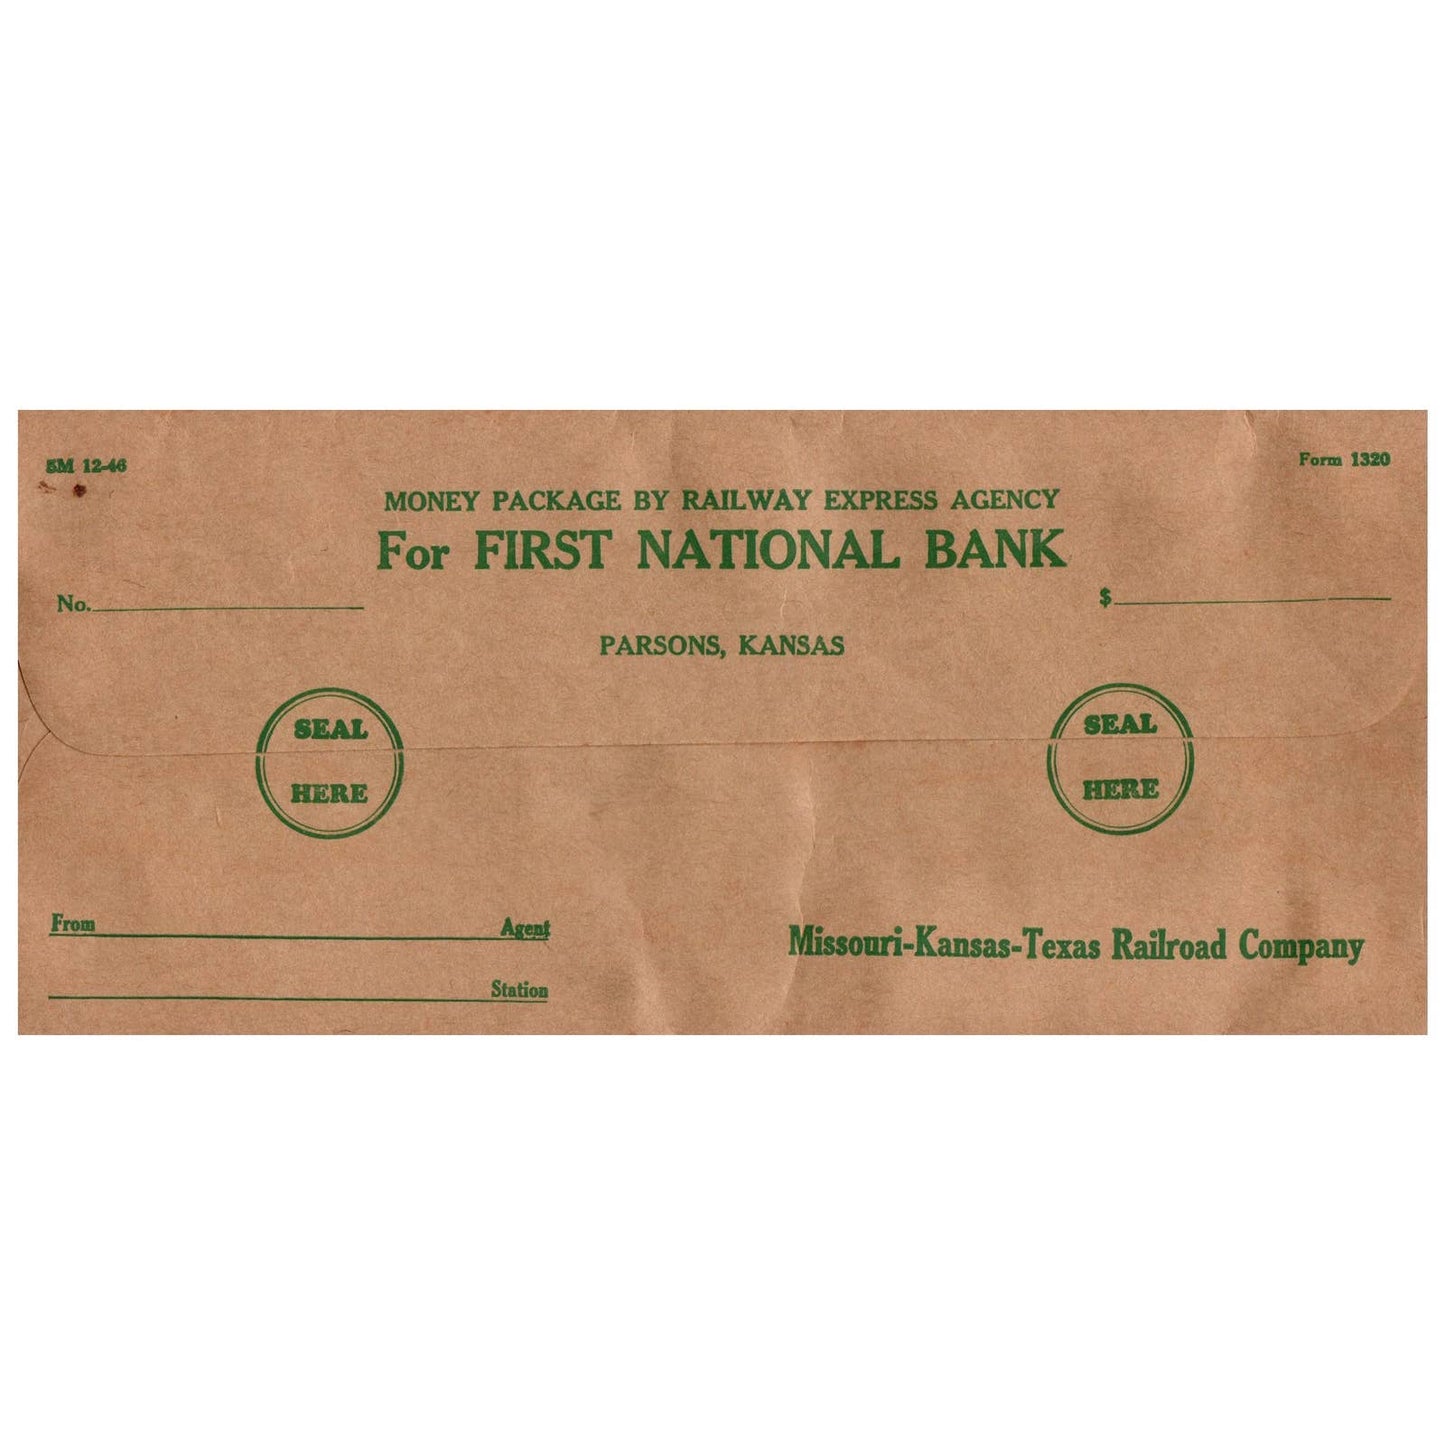 5M 12-46
Form 1320
MONEY PACKAGE BY RAILWAY EXPRESS AGENCY
For FIRST NATIONAL BANK
No.
$
PARSONS, KANSAS
SEAL
HERE
SEAL
HERE
From Agent
Station
Missouri-Kansas-Texas Railroad Company